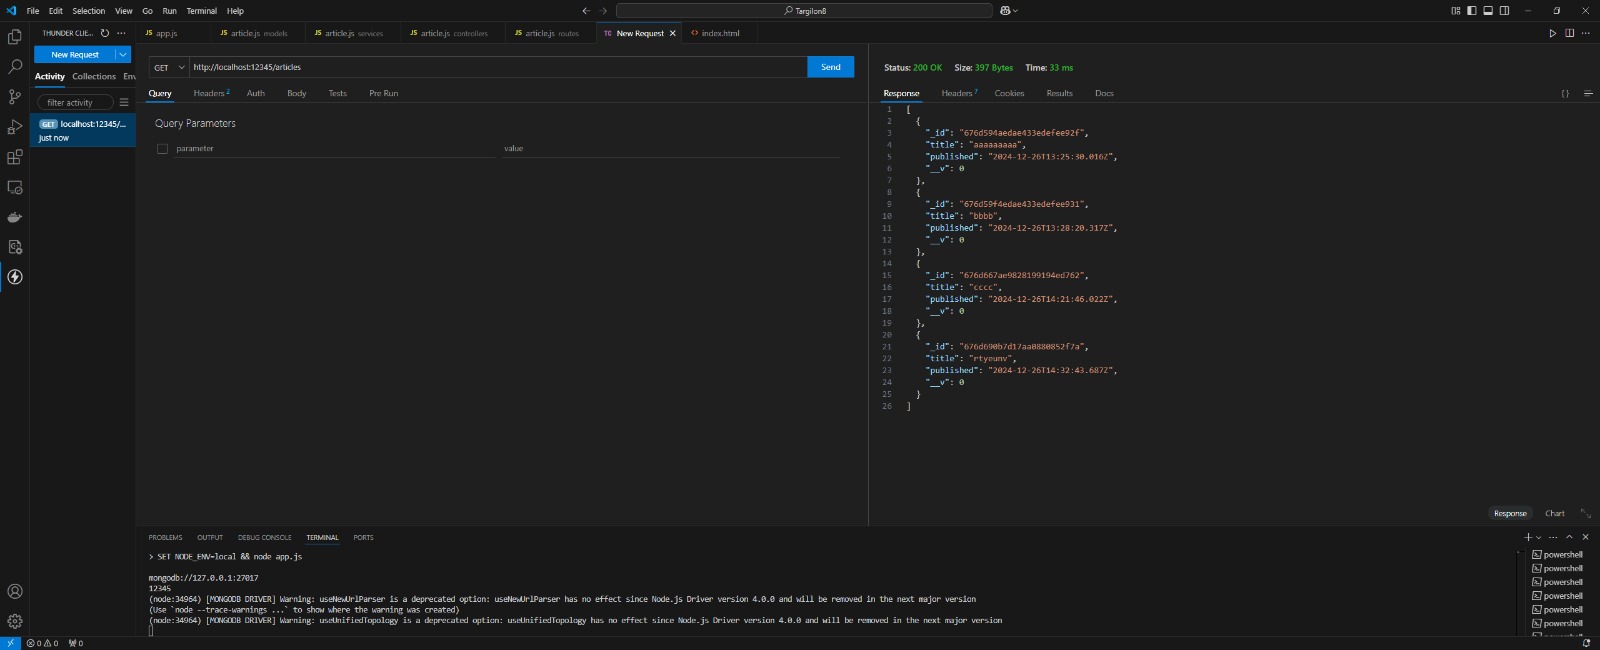 File Edit Selection View Go Run Terminal Help
Targilon8
THUNDER CLIE...
app.js
article.js models
article.js services
article.js controllers
article.js routes
TC New Request
index.html
New Request
GET
http://localhost:12345/articles
Send
Status: 200 OK Size: 397 Bytes Time: 33 ms
Activity Collections Env
Query Headers 2 Auth Body Tests Pre Run
Response Headers 7 Cookies Results Docs
{ }
filter activity
GET localhost:12345/...
just now
Query Parameters
parameter value
1 [
2 {
3 "_id": "676d594aedae433edefee92f",
4 "title": "aaaaaaaaa",
5 "published": "2024-12-26T13:25:30.016Z",
6 "__v": 0
7 },
8 {
9 "_id": "676d59f4edae433edefee931",
10 "title": "bbbb",
11 "published": "2024-12-26T13:28:20.317Z",
12 "__v": 0
13 },
14 {
15 "_id": "676d667ae9828199194ed762",
16 "title": "cccc",
17 "published": "2024-12-26T14:21:46.022Z",
18 "__v": 0
19 },
20 {
21 "_id": "676d690b7d17aa0880852f7a",
22 "title": "rtyeunv",
23 "published": "2024-12-26T14:32:43.687Z",
24 "__v": 0
25 }
26 ]
Response Chart
PROBLEMS OUTPUT DEBUG CONSOLE TERMINAL PORTS
> SET NODE_ENV=local && node app.js
mongodb://127.0.0.1:27017
12345
(node:34964) [MONGODB DRIVER] Warning: useNewUrlParser is a deprecated option: useNewUrlParser has no effect since Node.js Driver version 4.0.0 and will be removed in the next major version
(Use `node --trace-warnings ...` to show where the warning was created)
(node:34964) [MONGODB DRIVER] Warning: useUnifiedTopology is a deprecated option: useUnifiedTopology has no effect since Node.js Driver version 4.0.0 and will be removed in the next major version
powershell
powershell
powershell
powershell
powershell
powershell
powershell
0 0 0